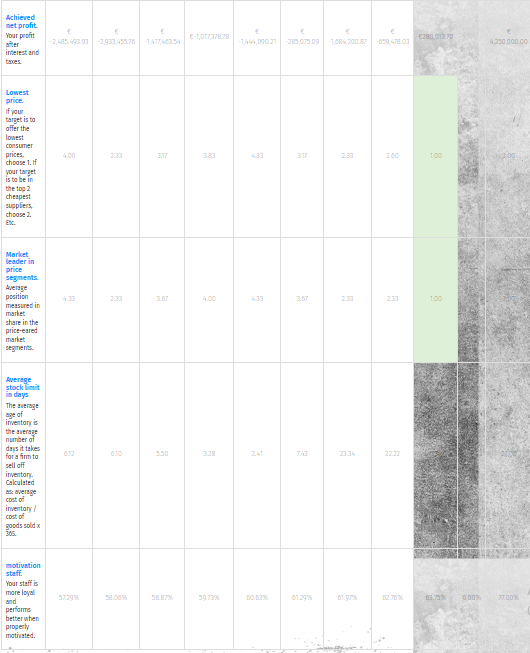 Achieved
net profit.
Your profit
after
interest and
taxes.
€
-2,485,493.93
€
-2,933,455.76
€
-1,417,463.54
€-1,017,378.78
€
-1,444,090.21
€
-285,075.09
€
-1,684,200.87
€
-659,478.03
€
4,250,000.00
Lowest
price.
If your
target is to
offer the
lowest
consumer
prices,
choose 1. If
your target
is to be in
the top 2
cheapest
suppliers,
choose 2.
Etc.
4.00
2.33
3.17
3.83
4.33
3.17
2.33
2.60
1.00
Market
leader in
price
segments.
Average
position
measured in
market
share in the
price-eared
market
segments.
4.33
2.33
3.67
4.00
4.33
3.67
2.33
2.33
1.00
Average
stock limit
in days
The average
age of
inventory is
the average
number of
days it takes
for a firm to
sell off
inventory.
Calculated
as: average
cost of
inventory /
cost of
goods sold x
365.
6.12
6.10
5.50
3.28
2.41
7.43
23.34
22.22
motivation
staff.
Your staff is
more loyal
and
performs
better when
properly
motivated.
57.29%
58.06%
58.87%
59.73%
60.63%
61.29%
61.97%
62.76%
63.75%
0.00%
77.00%